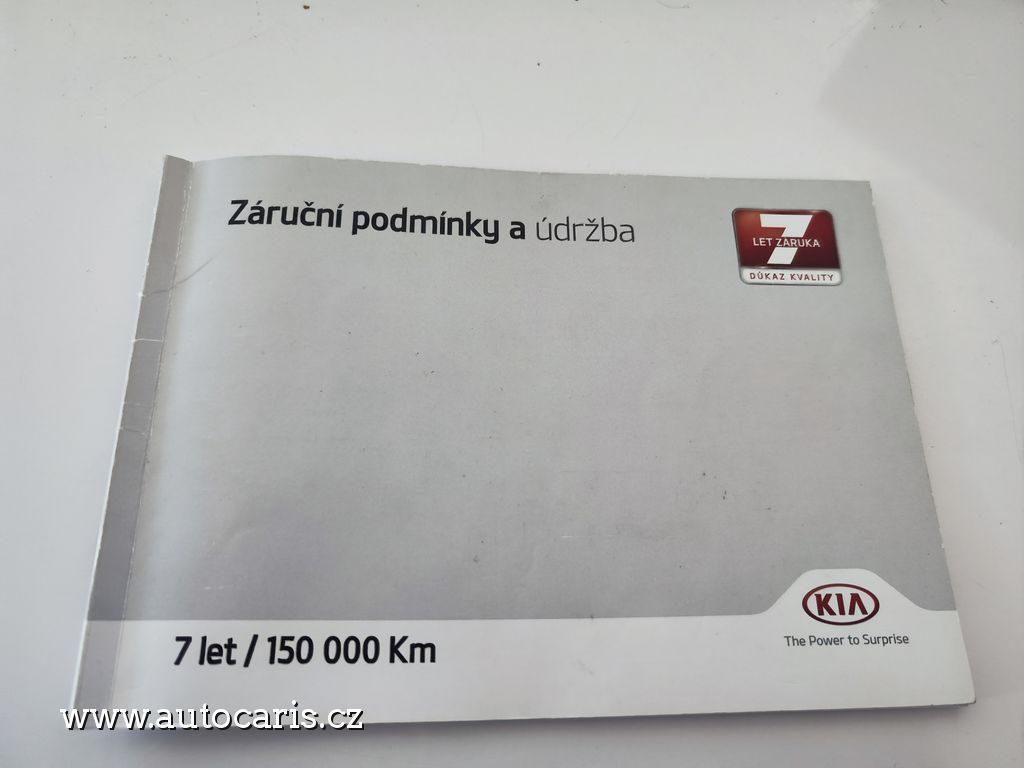 Záruční podmínky a údržba
7
LET ZÁRUKA
DŮKAZ KVALITY
KIA
The Power to Surprise
7 let / 150 000 Km
www.autocaris.cz